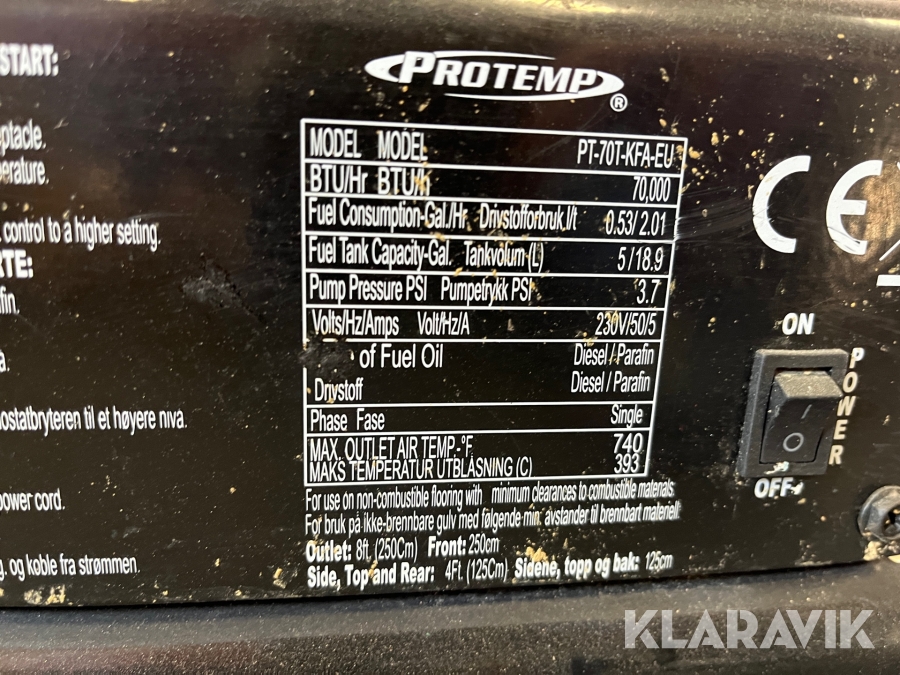 START:
ptacle.
perature.
control to a higher setting.
RTE:
fin.
a.
nostatbryteren til et høyere nivå.
power cord.
g. og koble fra strømmen.
PROTEMP®
MODEL MODEL PT-70T-KFA-EU
BTU/Hr BTU/h 70,000
Fuel Consumption-Gal./Hr Drivstofforbruk,l/t 0.53/2.01
Fuel Tank Capacity-Gal. Tankvolum (L) 5/18.9
Pump Pressure PSI Pumpetrykk PSI 3.7
Volts/Hz/Amps Volt/Hz/A 230V/50/5
of Fuel Oil Diesel / Parafin
Drivstoff Diesel / Parafin
Phase Fase Single
MAX. OUTLET AIR TEMP.-ºF 740
MAKS TEMPERATUR UTBLÅSNING (C) 393
For use on non-combustible flooring with minimum clearances to combustible materials:
For bruk på ikke-brennbare gulv med følgende min. avstander til brennbart materiell:
Outlet: 8ft. (250Cm) Front: 250cm
Side, Top and Rear: 4Ft. (125Cm) Sidene, topp og bak: 125cm
CE
ON
POWER
OFF
KLARAVIK